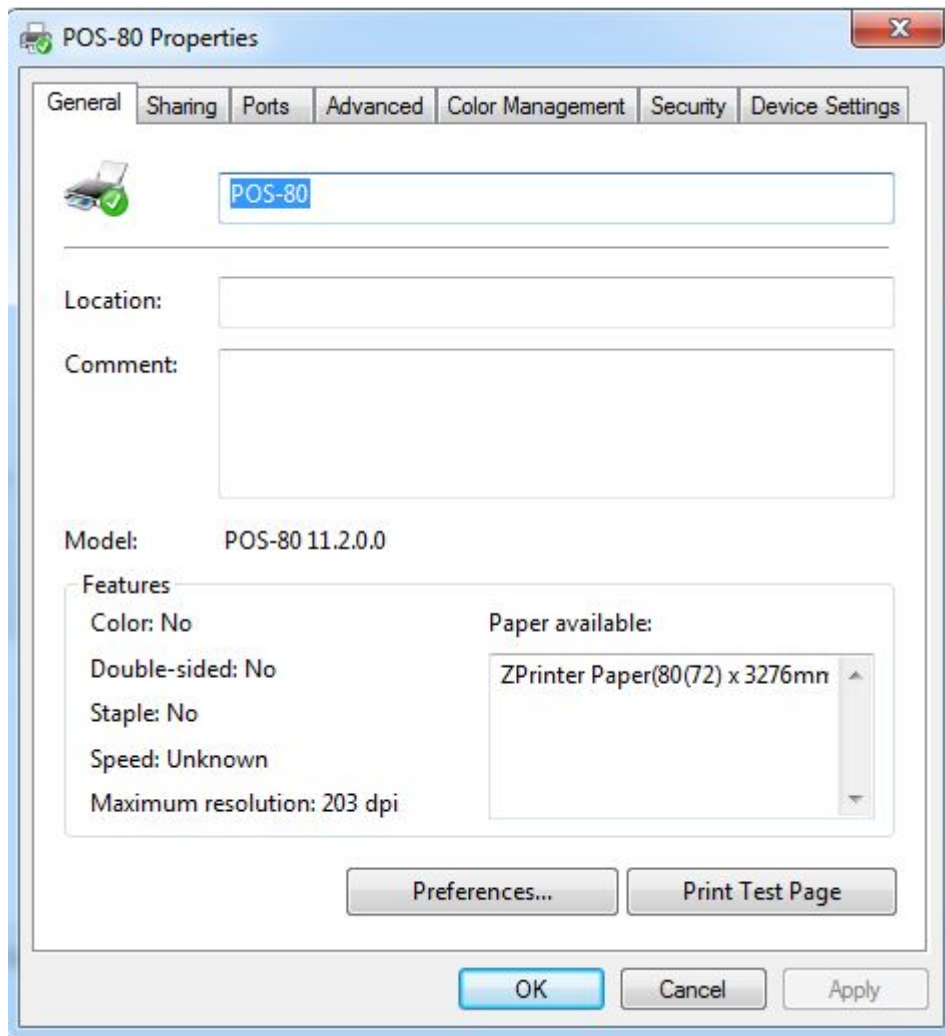 POS-80 Properties
General Sharing Ports Advanced Color Management Security Device Settings
POS-80
Location:
Comment:
Model: POS-80 11.2.0.0
Features
Color: No
Paper available:
Double-sided: No
ZPrinter Paper(80(72) x 3276mm
Staple: No
Speed: Unknown
Maximum resolution: 203 dpi
Preferences... Print Test Page
OK Cancel Apply